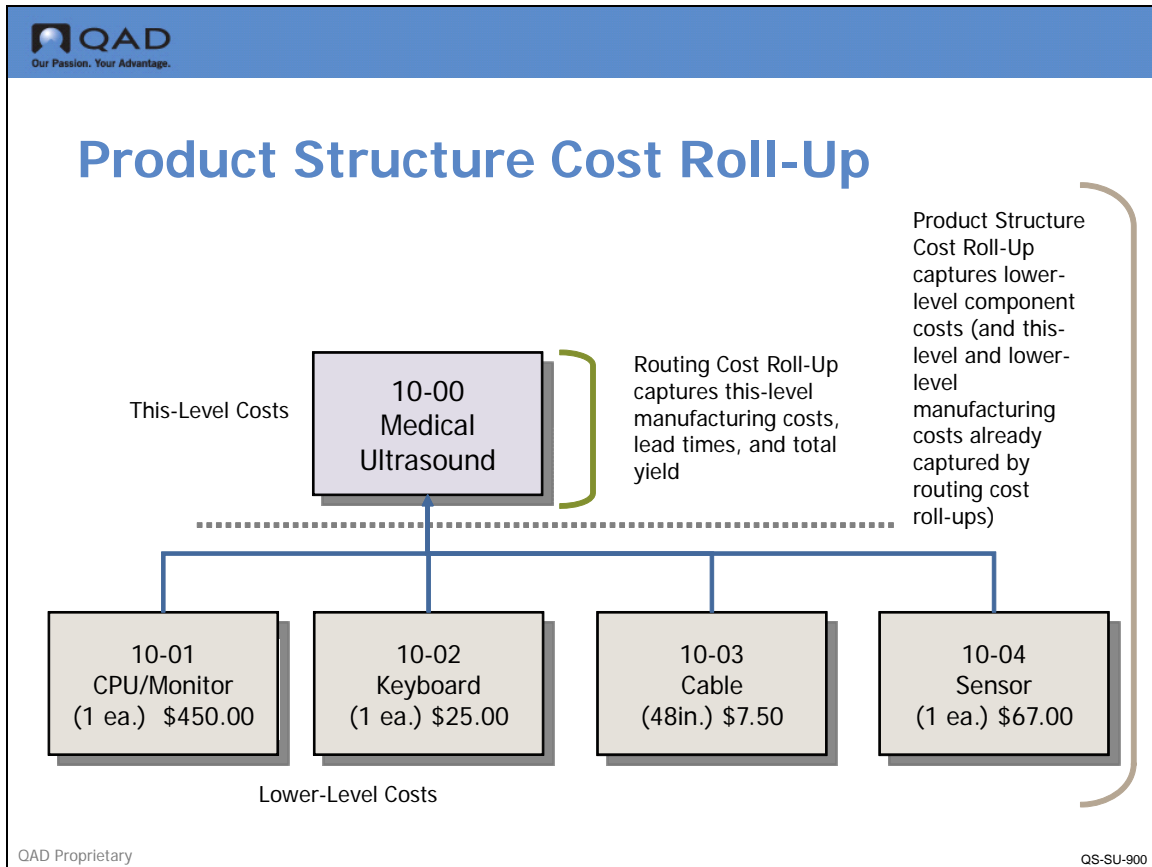 QAD
Our Passion. Your Advantage.
Product Structure Cost Roll-Up
Product Structure
Cost Roll-Up
captures lower-
level component
costs (and this-
level and lower-
level
manufacturing
costs already
captured by
routing cost
roll-ups)
This-Level Costs
10-00
Medical
Ultrasound
Routing Cost Roll-Up
captures this-level
manufacturing costs,
lead times, and total
yield
10-01
CPU/Monitor
(1 ea.) $450.00
10-02
Keyboard
(1 ea.) $25.00
10-03
Cable
(48in.) $7.50
10-04
Sensor
(1 ea.) $67.00
Lower-Level Costs
QAD Proprietary
QS-SU-900